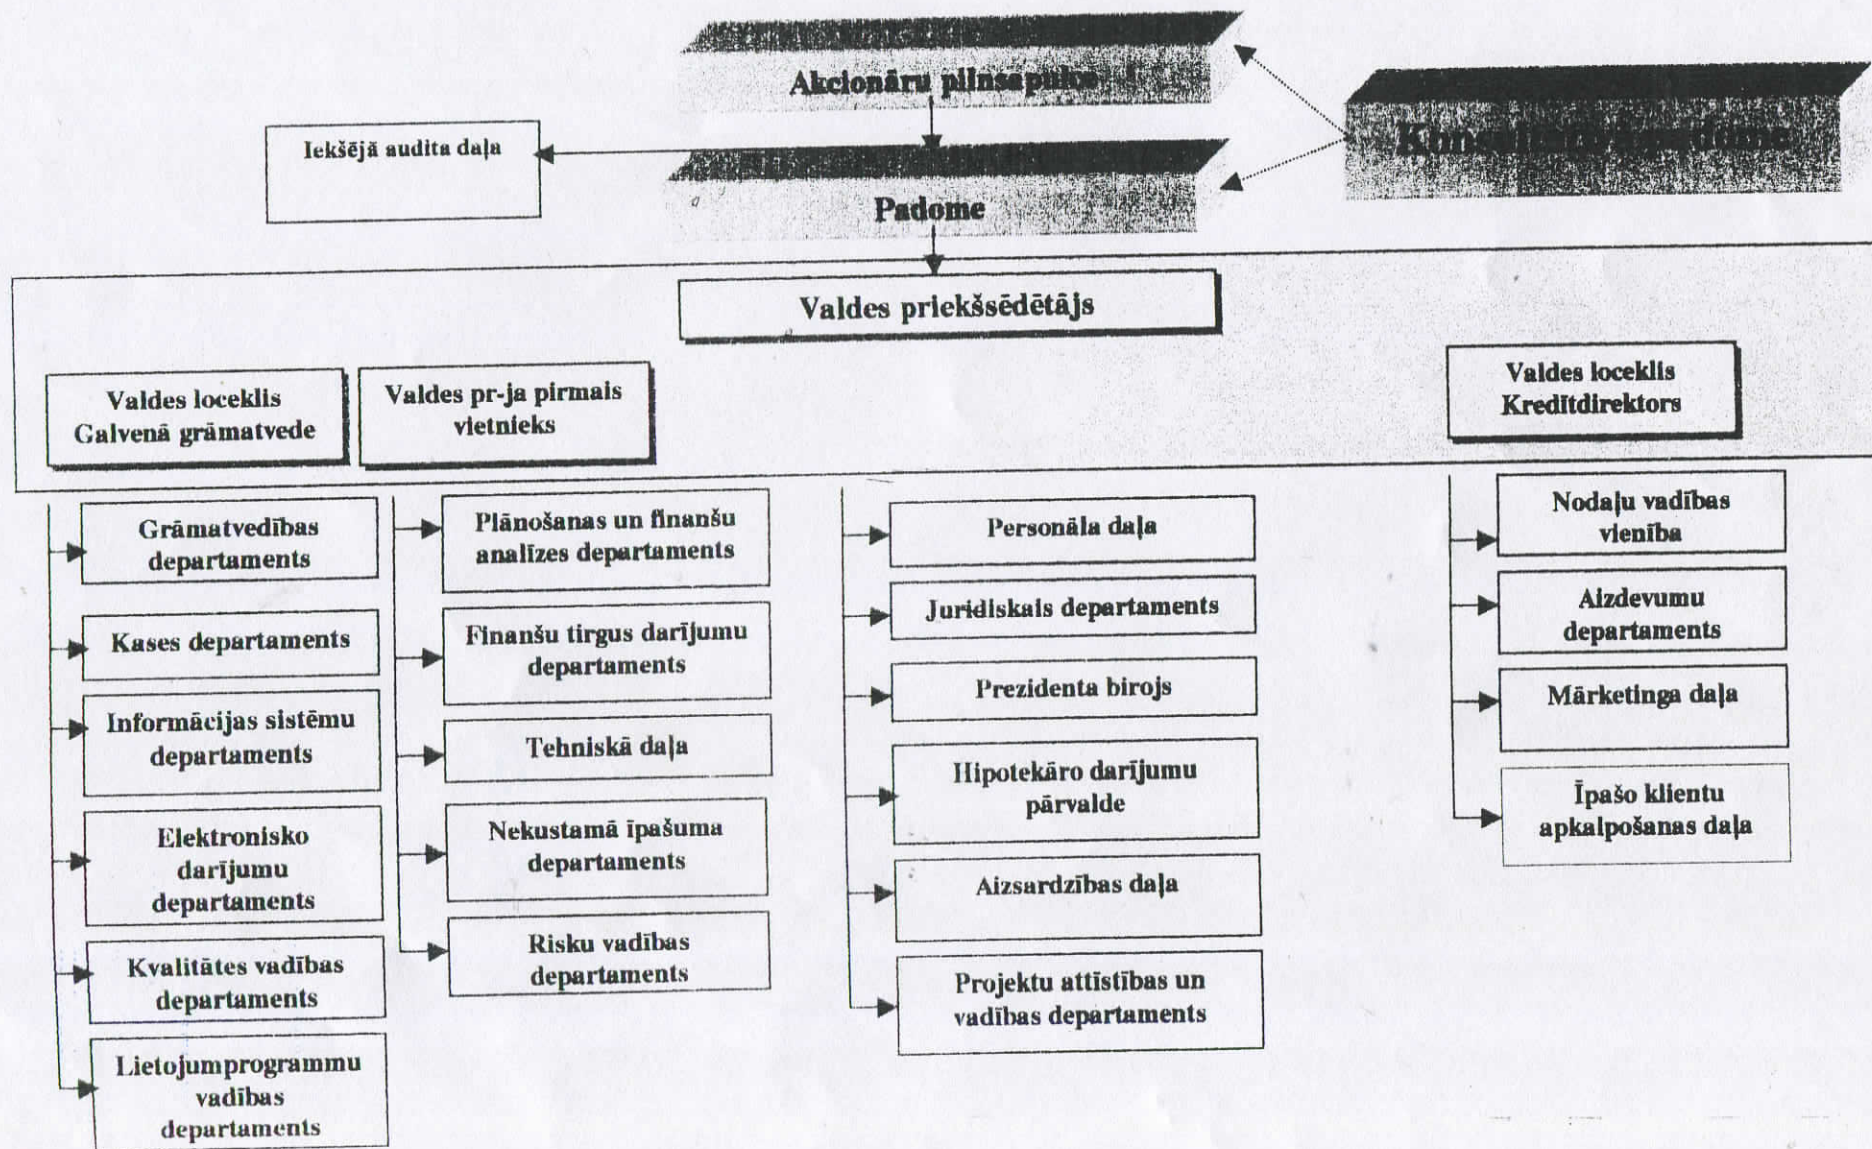 Akcionāru pilnsapulce
Konsultatīvā padome
Iekšējā audita daļa
Padome
Valdes priekšsēdētājs
Valdes loceklis
Galvenā grāmatvede
Valdes pr-ja pirmais
vietnieks
Valdes loceklis
Kredītdirektors
Grāmatvedības
departaments
Kases departaments
Informācijas sistēmu
departaments
Elektronisko
darījumu
departaments
Kvalitātes vadības
departaments
Lietojumprogrammu
vadības
departaments
Plānošanas un finanšu
analīzes departaments
Finanšu tirgus darījumu
departaments
Tehniskā daļa
Nekustamā īpašuma
departaments
Risku vadības
departaments
Personāla daļa
Juridiskais departaments
Prezidenta birojs
Hipotekāro darījumu
pārvalde
Aizsardzības daļa
Projektu attīstības un
vadības departaments
Nodaļu vadības
vienība
Aizdevumu
departaments
Mārketinga daļa
Īpašo klientu
apkalpošanas daļa